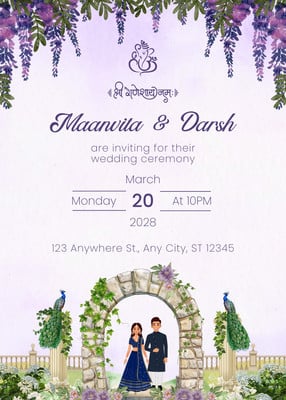 श्री गणेशाय नमः
Maanvita & Darsh
are inviting for their
wedding ceremony
March
Monday 20 At 10PM
2028
123 Anywhere St., Any City, ST 12345